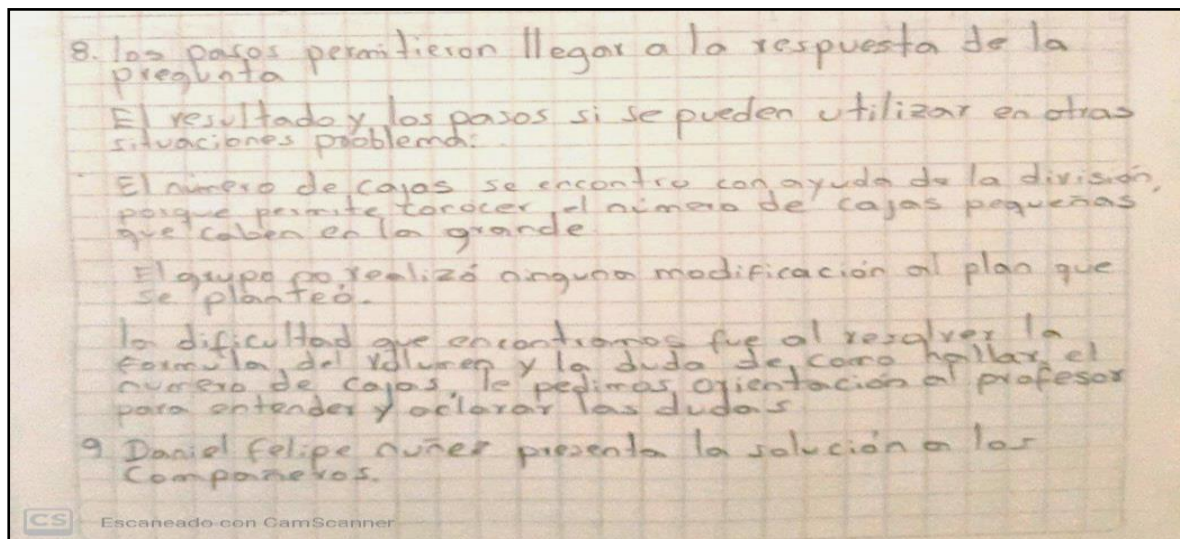 8. los pasos permitieron llegar a la respuesta de la
pregunta
El resultado y los pasos si se pueden utilizar en otras
situaciones problema:
El número de cajas se encontro con ayuda de la división,
porque permite conocer el número de cajas pequeñas
que caben en la grande
El grupo no realizó ninguna modificación al plan que
se planteó.
la dificultad que encontramos fue al resolver la
formula del volumen y la duda de como hallar el
numero de cajas, le pedimos orientación al profesor
para entender y aclarar las dudas
9 Daniel felipe nuñez presenta la solución a los
Compañeros.
CS Escaneado con CamScanner